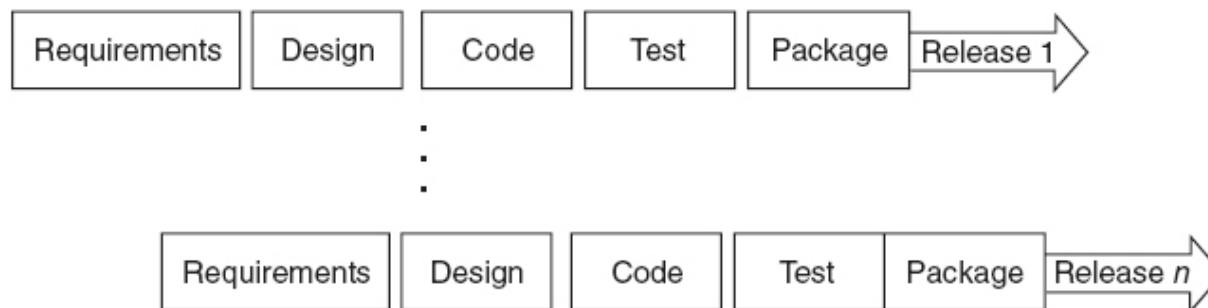 Requirements Design Code Test Package Release 1
Requirements Design Code Test Package Release n